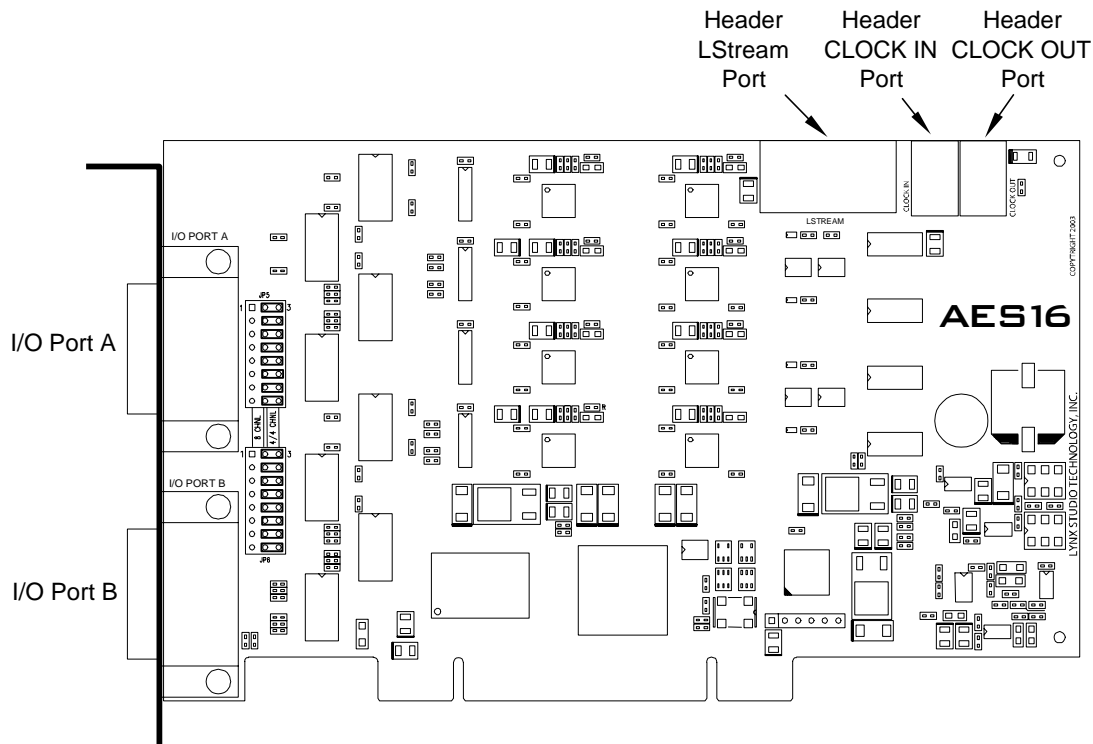 Header
LStream
Port
Header
CLOCK IN
Port
Header
CLOCK OUT
Port
I/O PORT A
I/O Port A
JP5
1
3
8 CHNL
4/4 CHNL
1
3
JP6
I/O PORT B
I/O Port B
R
LSTREAM
CLOCK IN
CLOCK OUT
COPYTRIGHT 2003
AES16
LYNX STUDIO TECHNOLOGY, INC.